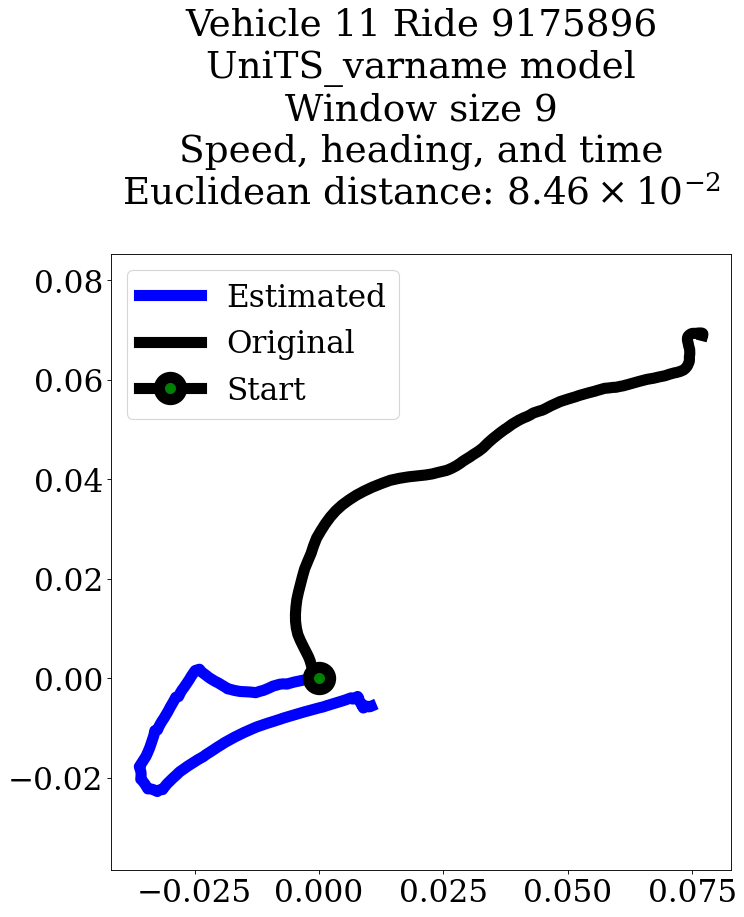 Vehicle 11 Ride 9175896
UniTS_varname model
Window size 9
Speed, heading, and time
Euclidean distance: 8.46 × 10⁻²
0.08
0.06
0.04
0.02
0.00
−0.02
Estimated
Original
Start
−0.025 0.000 0.025 0.050 0.075